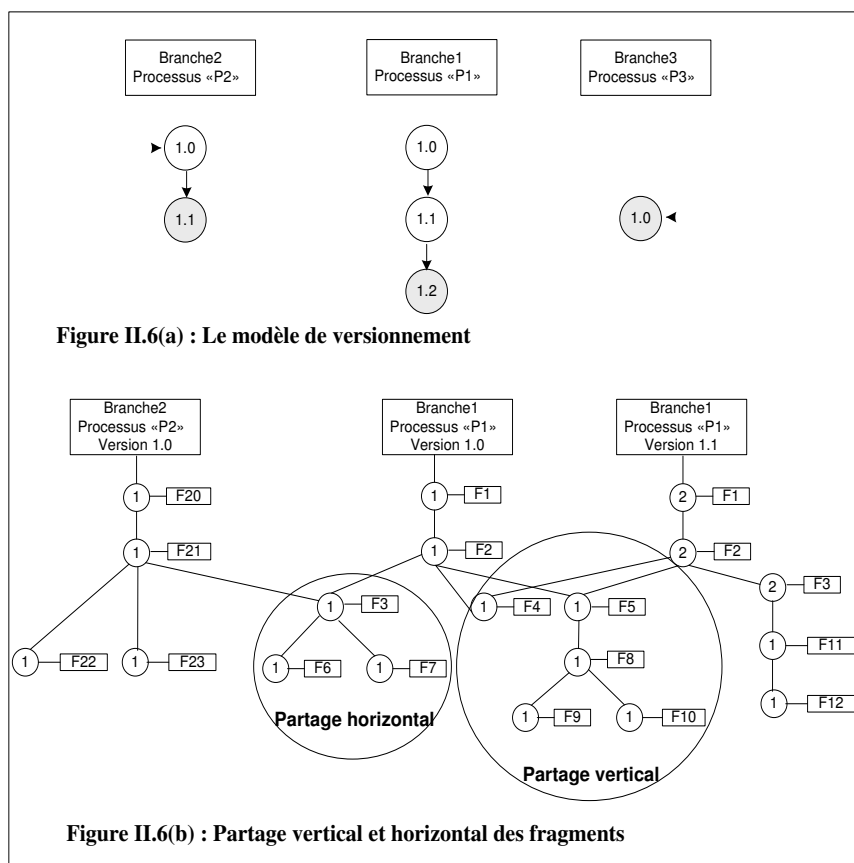 Branche2
Processus «P2»
Branche1
Processus «P1»
Branche3
Processus «P3»
1.0
1.0
1.1
1.1
1.0
1.2
Figure II.6(a) : Le modèle de versionnement
Branche2
Processus «P2»
Version 1.0
Branche1
Processus «P1»
Version 1.0
Branche1
Processus «P1»
Version 1.1
1 F20
1 F1
2 F1
1 F21
1 F2
2 F2
1 F3
1 F4
1 F5
2 F3
1 F22
1 F23
1 F6
1 F7
1 F8
1 F11
1 F9
1 F10
1 F12
Partage horizontal
Partage vertical
Figure II.6(b) : Partage vertical et horizontal des fragments